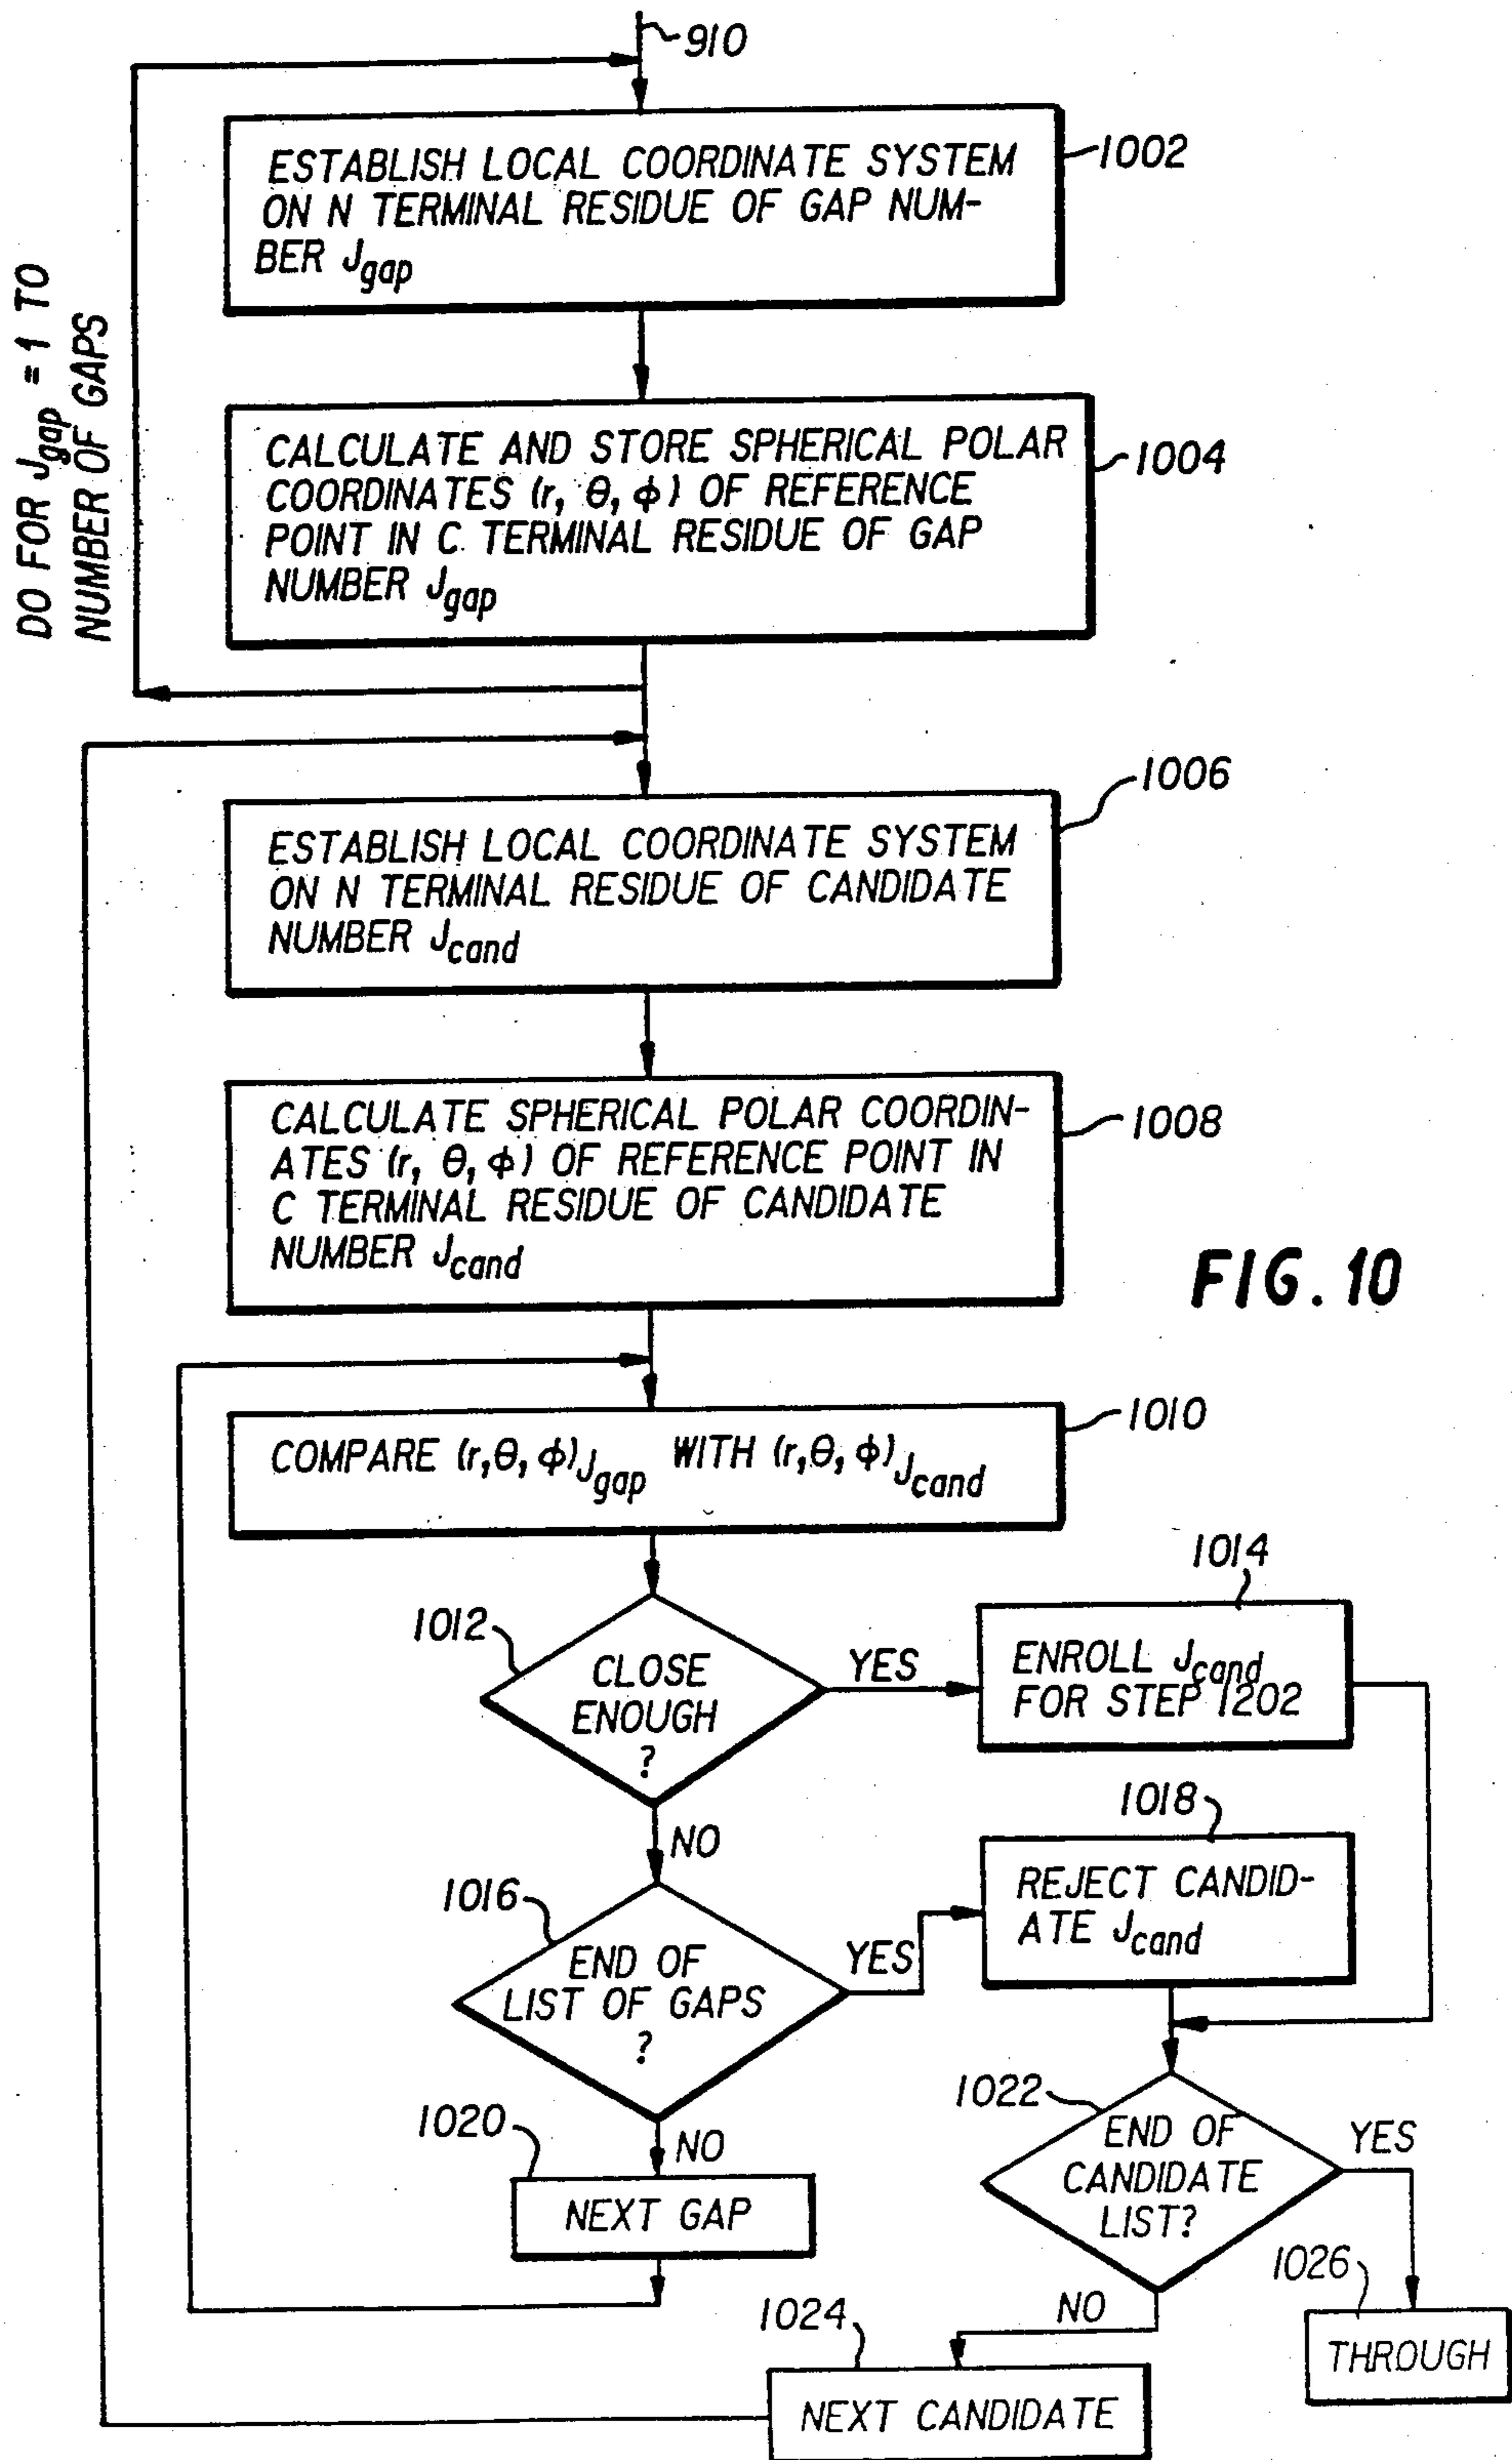 910
ESTABLISH LOCAL COORDINATE SYSTEM
ON N TERMINAL RESIDUE OF GAP NUM-
BER Jgap
1002
DO FOR Jgap = 1 TO
NUMBER OF GAPS
CALCULATE AND STORE SPHERICAL POLAR
COORDINATES (r, θ, ϕ) OF REFERENCE
POINT IN C TERMINAL RESIDUE OF GAP
NUMBER Jgap
1004
1006
ESTABLISH LOCAL COORDINATE SYSTEM
ON N TERMINAL RESIDUE OF CANDIDATE
NUMBER Jcand
CALCULATE SPHERICAL POLAR COORDIN-
ATES (r, θ, ϕ) OF REFERENCE POINT IN
C TERMINAL RESIDUE OF CANDIDATE
NUMBER Jcand
1008
FIG. 10
1010
COMPARE (r,θ, ϕ)Jgap WITH (r,θ, ϕ)Jcand
1012
CLOSE
ENOUGH
?
YES
1014
ENROLL Jcand
FOR STEP 1202
NO
1016
END OF
LIST OF GAPS
?
YES
1018
REJECT CANDID-
ATE Jcand
NO
1020
NEXT GAP
1022
END OF
CANDIDATE
LIST?
YES
1026
THROUGH
NO
1024
NEXT CANDIDATE